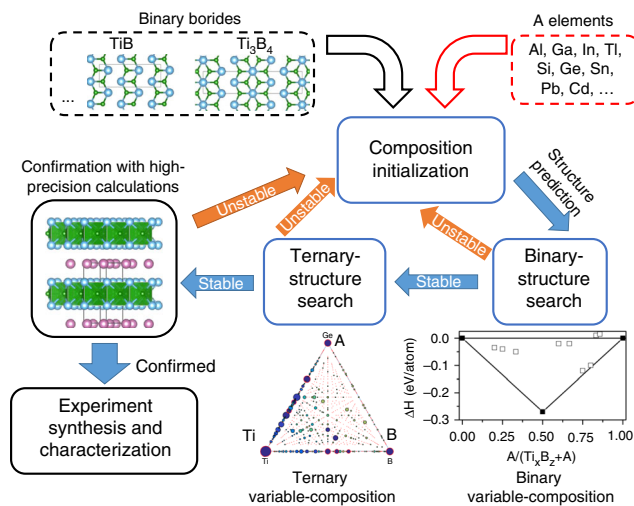 Binary borides
A elements
TiB
Ti3B4
...
Al, Ga, In, Tl,
Si, Ge, Sn,
Pb, Cd, ...
Composition
initialization
Structure
prediction
Confirmation with high-
precision calculations
Unstable
Unstable
Unstable
Ternary-
structure
search
Binary-
structure
search
Stable
Stable
Confirmed
Experiment
synthesis and
characterization
Ge
A
Ti
Ti
B
B
Ternary
variable-composition
ΔH (eV/atom)
0.0
−0.1
−0.2
−0.3
0.00
0.25
0.50
0.75
1.00
A/(TixBz+A)
Binary
variable-composition